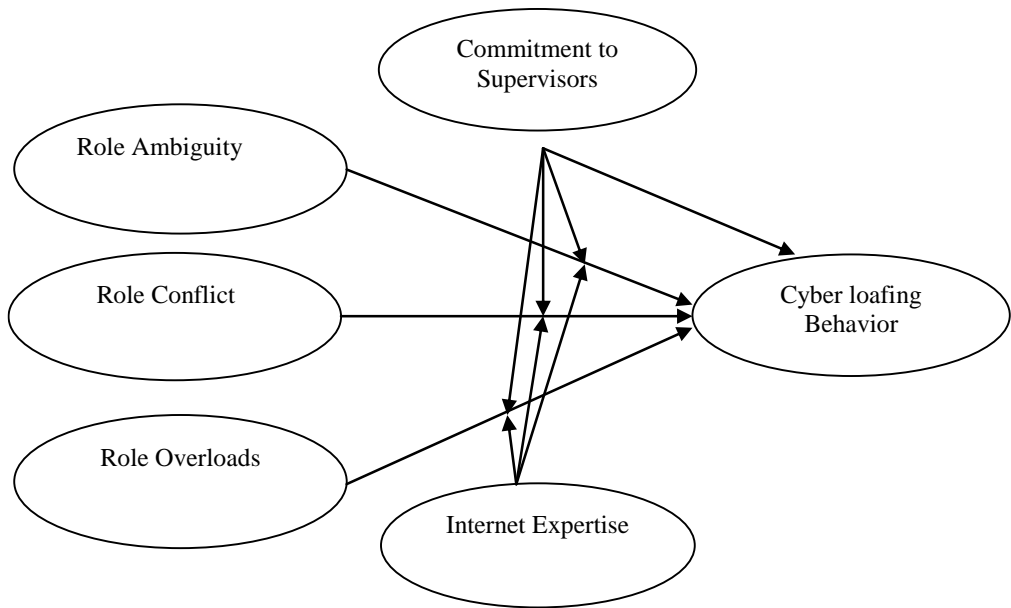 Commitment to
Supervisors
Role Ambiguity
Role Conflict
Cyber loafing
Behavior
Role Overloads
Internet Expertise